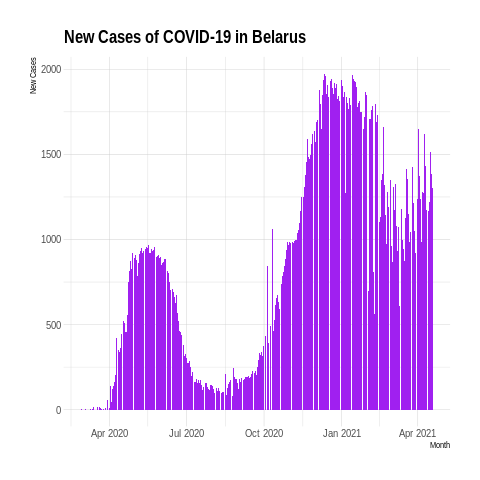 New Cases of COVID-19 in Belarus
New Cases
2000
1500
1000
500
0
Apr 2020 Jul 2020 Oct 2020 Jan 2021 Apr 2021
Month